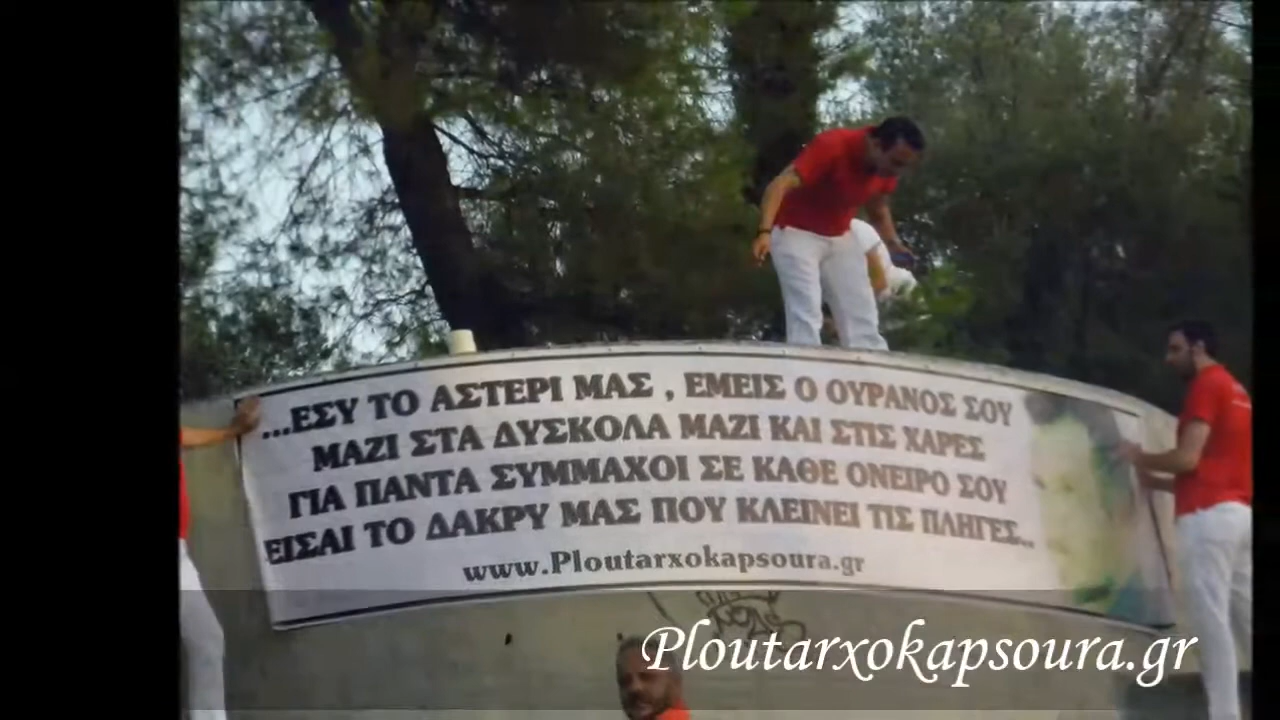 ...ΕΣΥ ΤΟ ΑΣΤΕΡΙ ΜΑΣ , ΕΜΕΙΣ Ο ΟΥΡΑΝΟΣ ΣΟΥ
ΜΑΖΙ ΣΤΑ ΔΥΣΚΟΛΑ ΜΑΖΙ ΚΑΙ ΣΤΙΣ ΧΑΡΕΣ
ΓΙΑ ΠΑΝΤΑ ΣΥΜΜΑΧΟΙ ΣΕ ΚΑΘΕ ΟΝΕΙΡΟ ΣΟΥ
ΕΙΣΑΙ ΤΟ ΔΑΚΡΥ ΜΑΣ ΠΟΥ ΚΛΕΙΝΕΙ ΤΙΣ ΠΛΗΓΕΣ..
www.Ploutarxokapsoura.gr
Ploutarxokapsoura.gr